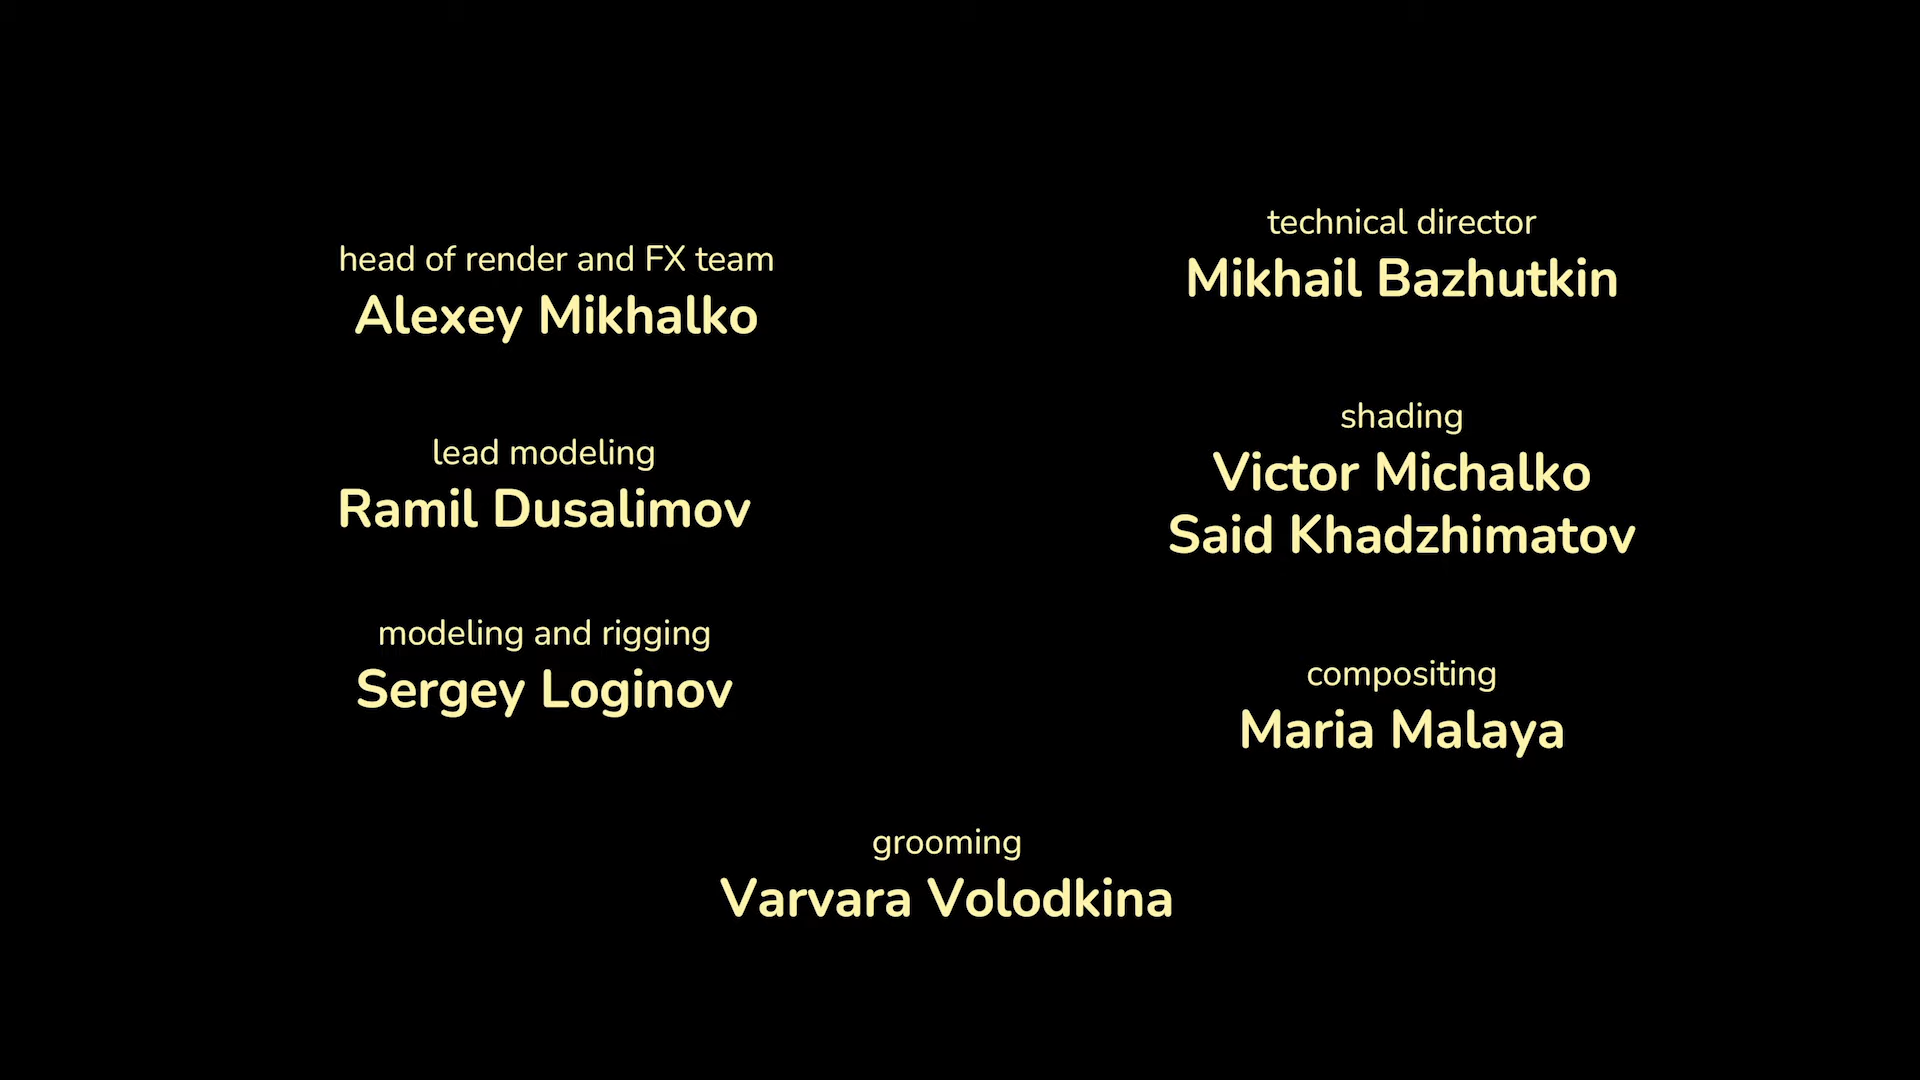 head of render and FX team
Alexey Mikhalko
lead modeling
Ramil Dusalimov
modeling and rigging
Sergey Loginov
technical director
Mikhail Bazhutkin
shading
Victor Michalko
Said Khadzhimatov
compositing
Maria Malaya
grooming
Varvara Volodkina